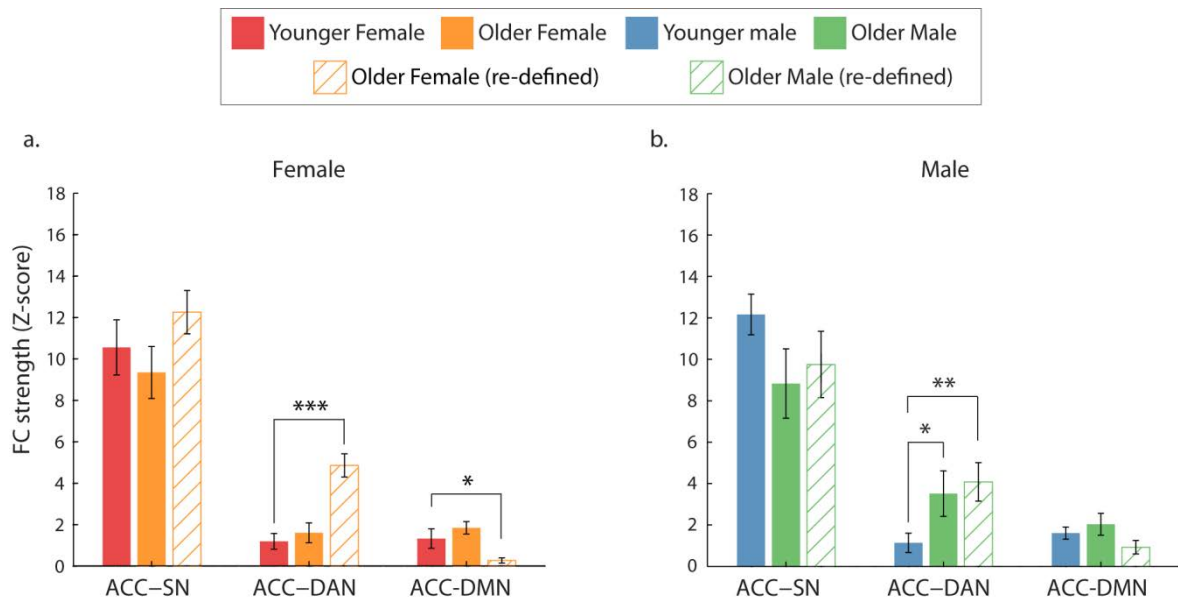 Younger Female Older Female Younger male Older Male
Older Female (re-defined) Older Male (re-defined)
a.
Female
FC strength (Z-score)
18
16
14
12
10
8
6
4
2
0
***
*
ACC–SN ACC–DAN ACC-DMN
b.
Male
18
16
14
12
10
8
6
4
2
0
**
*
ACC–SN ACC–DAN ACC-DMN